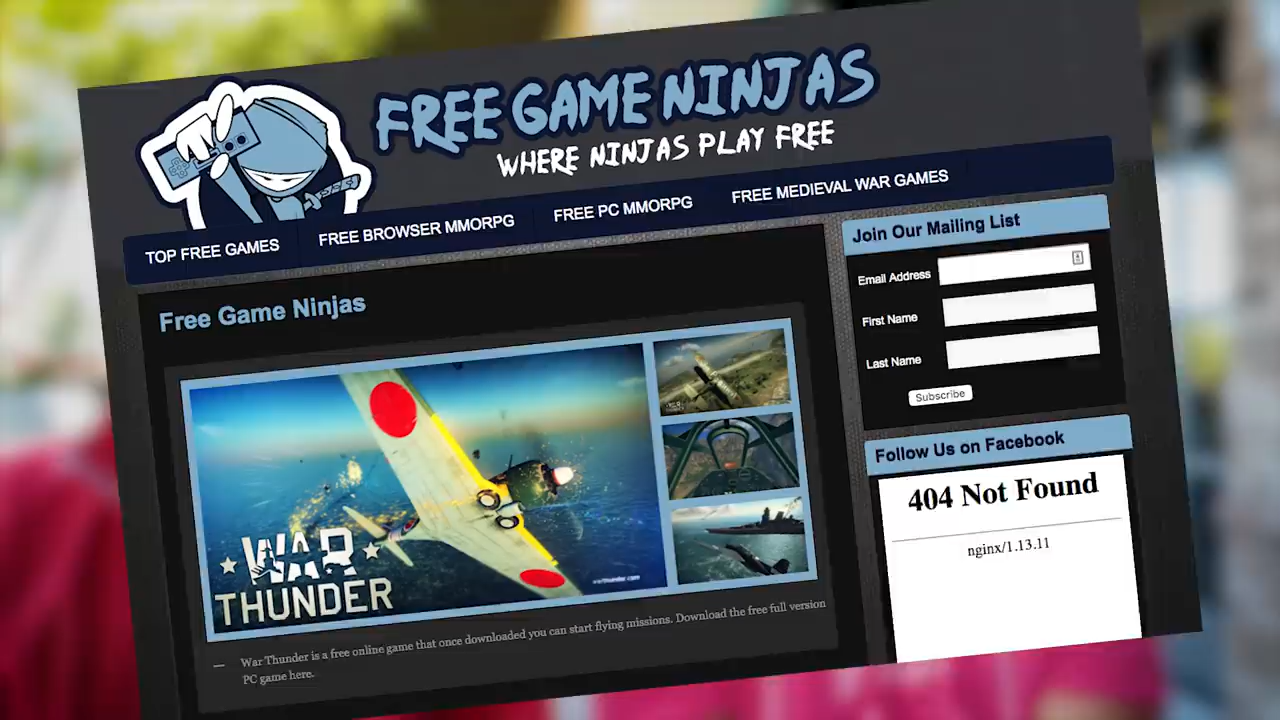 FREE GAME NINJAS
WHERE NINJAS PLAY FREE
TOP FREE GAMES
FREE BROWSER MMORPG
FREE PC MMORPG
FREE MEDIEVAL WAR GAMES
Free Game Ninjas
WAR
THUNDER
warthunder.com
War Thunder is a free online game that once downloaded you can start flying missions. Download the free full version
PC game here.
Join Our Mailing List
Email Address
First Name
Last Name
Subscribe
Follow Us on Facebook
404 Not Found
nginx/1.13.11